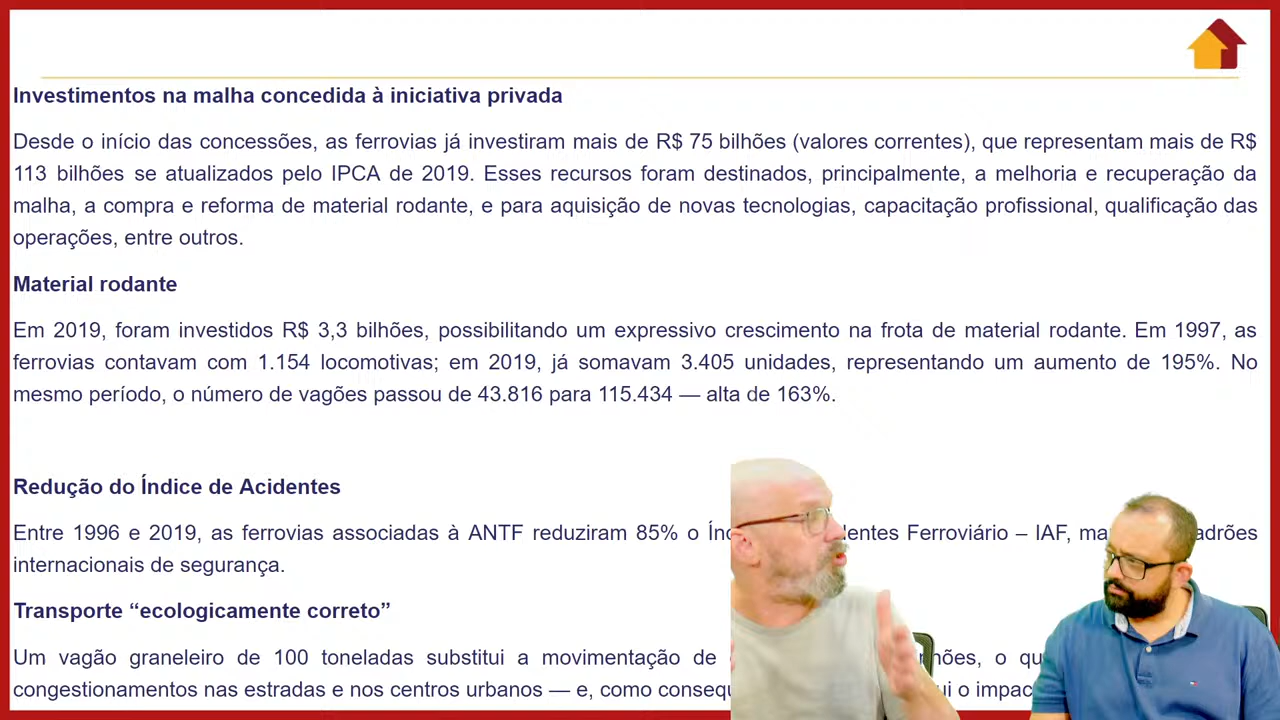 Investimentos na malha concedida à iniciativa privada
Desde o início das concessões, as ferrovias já investiram mais de R$ 75 bilhões (valores correntes), que representam mais de R$
113 bilhões se atualizados pelo IPCA de 2019. Esses recursos foram destinados, principalmente, a melhoria e recuperação da
malha, a compra e reforma de material rodante, e para aquisição de novas tecnologias, capacitação profissional, qualificação das
operações, entre outros.
Material rodante
Em 2019, foram investidos R$ 3,3 bilhões, possibilitando um expressivo crescimento na frota de material rodante. Em 1997, as
ferrovias contavam com 1.154 locomotivas; em 2019, já somavam 3.405 unidades, representando um aumento de 195%. No
mesmo período, o número de vagões passou de 43.816 para 115.434 — alta de 163%.
Redução do Índice de Acidentes
Entre 1996 e 2019, as ferrovias associadas à ANTF reduziram 85% o Ferroviário – IAF,
internacionais de segurança.
Transporte “ecologicamente correto”
Um vagão graneleiro de 100 toneladas substitui a movimentação de o
congestionamentos nas estradas e nos centros urbanos — e, como o